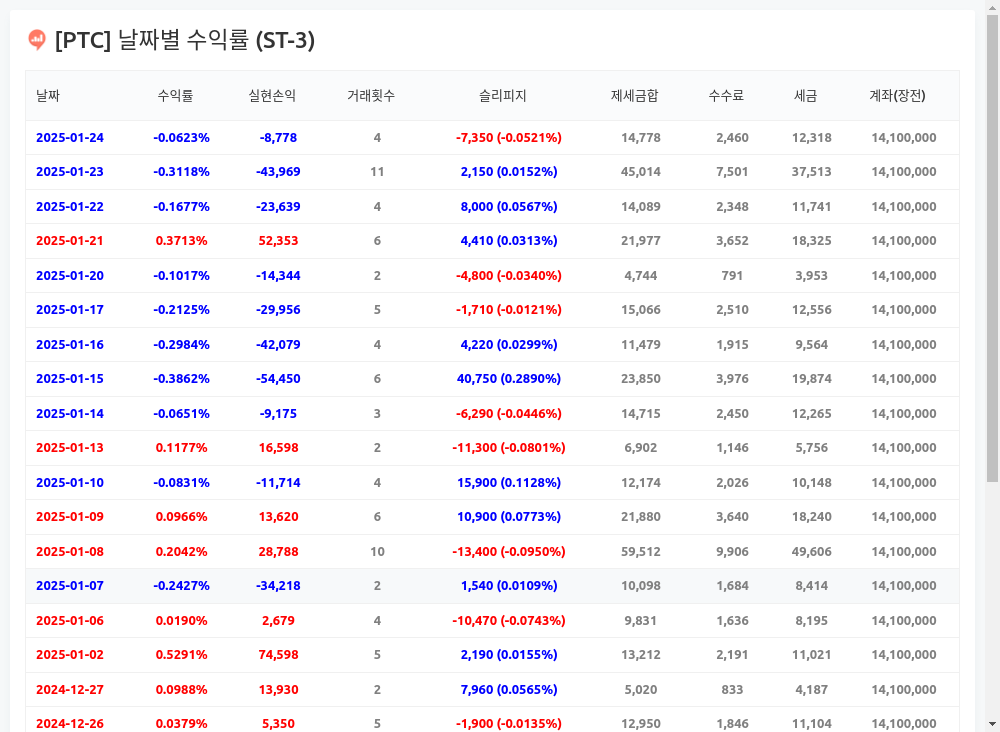 [PTC] 날짜별 수익률 (ST-3)
날짜 수익률 실현손익 거래횟수 슬리피지 제세금합 수수료 세금 계좌(장전)
2025-01-24 -0.0623% -8,778 4 -7,350 (-0.0521%) 14,778 2,460 12,318 14,100,000
2025-01-23 -0.3118% -43,969 11 2,150 (0.0152%) 45,014 7,501 37,513 14,100,000
2025-01-22 -0.1677% -23,639 4 8,000 (0.0567%) 14,089 2,348 11,741 14,100,000
2025-01-21 0.3713% 52,353 6 4,410 (0.0313%) 21,977 3,652 18,325 14,100,000
2025-01-20 -0.1017% -14,344 2 -4,800 (-0.0340%) 4,744 791 3,953 14,100,000
2025-01-17 -0.2125% -29,956 5 -1,710 (-0.0121%) 15,066 2,510 12,556 14,100,000
2025-01-16 -0.2984% -42,079 4 4,220 (0.0299%) 11,479 1,915 9,564 14,100,000
2025-01-15 -0.3862% -54,450 6 40,750 (0.2890%) 23,850 3,976 19,874 14,100,000
2025-01-14 -0.0651% -9,175 3 -6,290 (-0.0446%) 14,715 2,450 12,265 14,100,000
2025-01-13 0.1177% 16,598 2 -11,300 (-0.0801%) 6,902 1,146 5,756 14,100,000
2025-01-10 -0.0831% -11,714 4 15,900 (0.1128%) 12,174 2,026 10,148 14,100,000
2025-01-09 0.0966% 13,620 6 10,900 (0.0773%) 21,880 3,640 18,240 14,100,000
2025-01-08 0.2042% 28,788 10 -13,400 (-0.0950%) 59,512 9,906 49,606 14,100,000
2025-01-07 -0.2427% -34,218 2 1,540 (0.0109%) 10,098 1,684 8,414 14,100,000
2025-01-06 0.0190% 2,679 4 -10,470 (-0.0743%) 9,831 1,636 8,195 14,100,000
2025-01-02 0.5291% 74,598 5 2,190 (0.0155%) 13,212 2,191 11,021 14,100,000
2024-12-27 0.0988% 13,930 2 7,960 (0.0565%) 5,020 833 4,187 14,100,000
2024-12-26 0.0379% 5,350 5 -1,900 (-0.0135%) 12,950 1,846 11,104 14,100,000